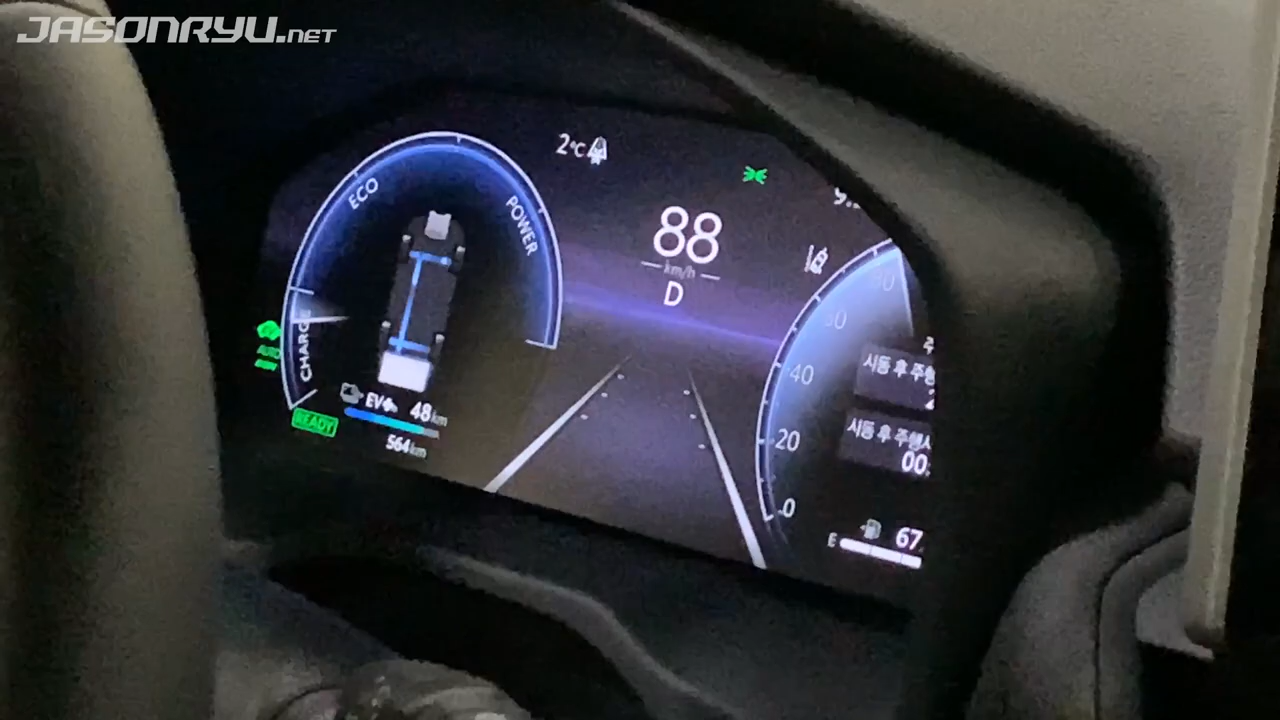 JASONRYU.NET
2°C
88
km/h
D
ECO
POWER
CHARGE
AUTO
READY
EV 48km
564km
40
20
0
시동 후 주행
시동 후 주행시
00:
E
67